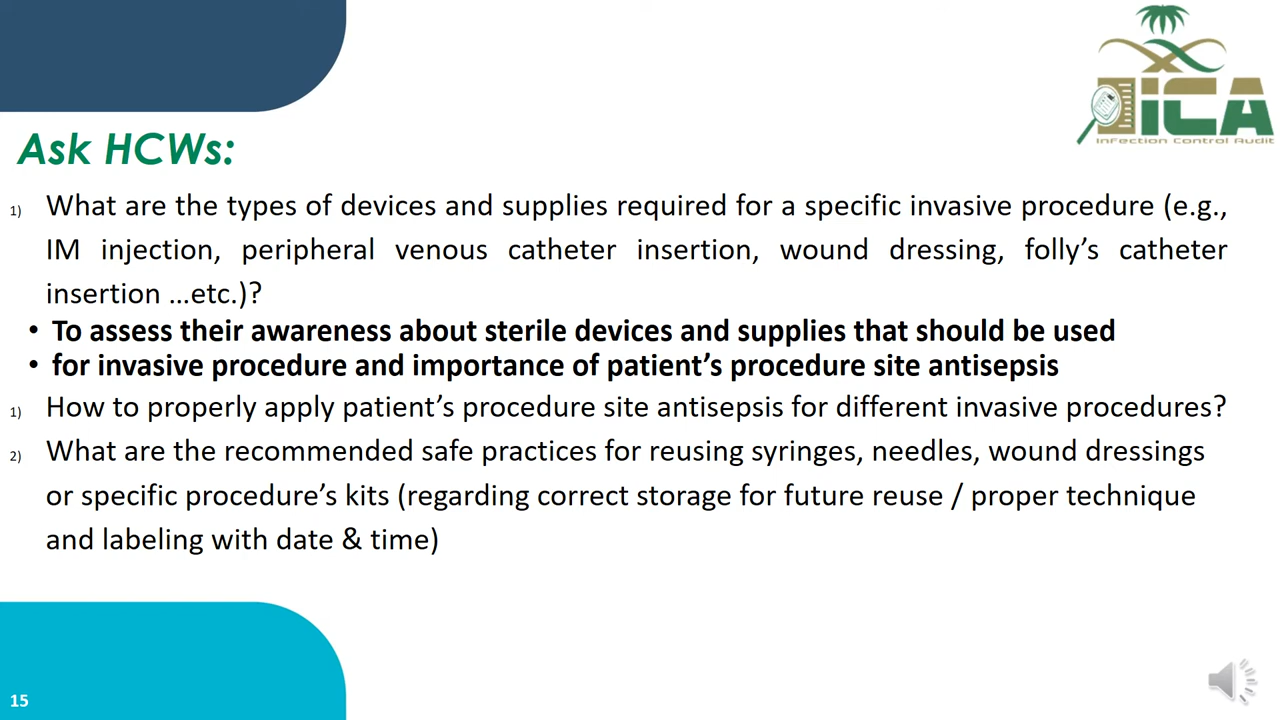 ICA
InFection Control Audit
Ask HCWs:
1) What are the types of devices and supplies required for a specific invasive procedure (e.g.,
IM injection, peripheral venous catheter insertion, wound dressing, folly's catheter
insertion …etc.)?
• To assess their awareness about sterile devices and supplies that should be used
• for invasive procedure and importance of patient's procedure site antisepsis
1) How to properly apply patient's procedure site antisepsis for different invasive procedures?
2) What are the recommended safe practices for reusing syringes, needles, wound dressings
or specific procedure's kits (regarding correct storage for future reuse / proper technique
and labeling with date & time)
15